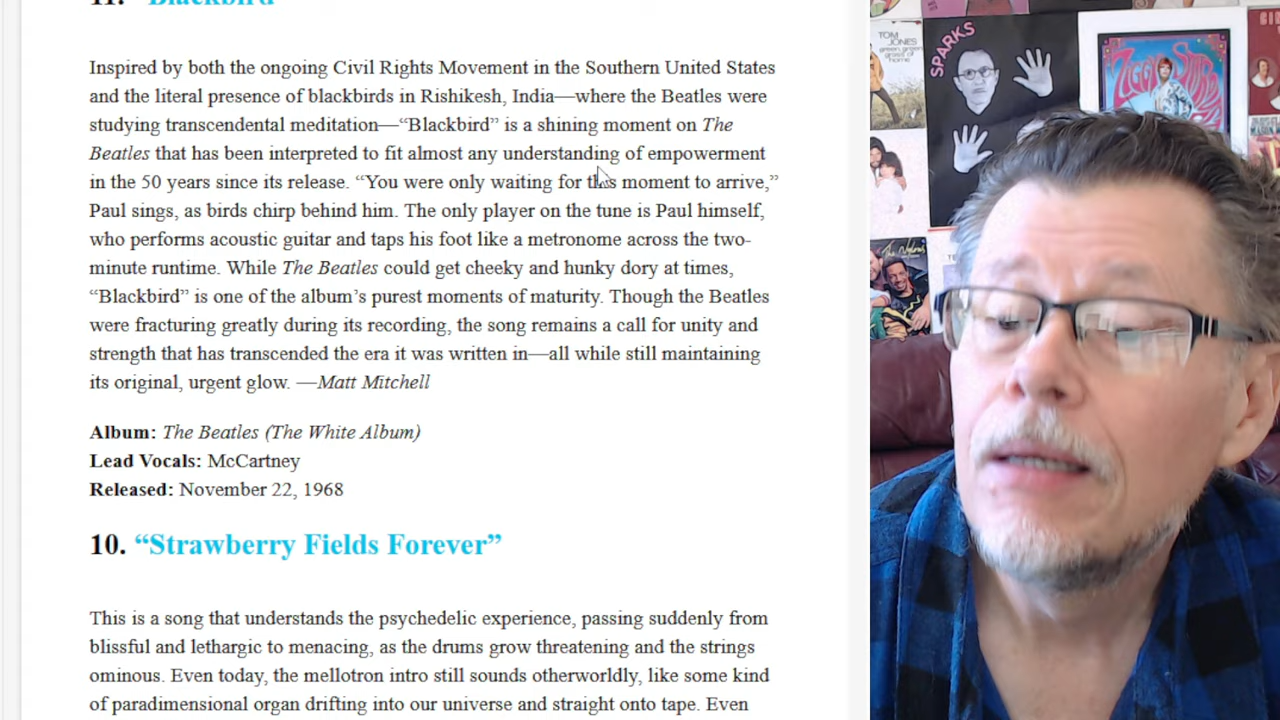 11. “Blackbird”
Inspired by both the ongoing Civil Rights Movement in the Southern United States
and the literal presence of blackbirds in Rishikesh, India—where the Beatles were
studying transcendental meditation—“Blackbird” is a shining moment on The
Beatles that has been interpreted to fit almost any understanding of empowerment
in the 50 years since its release. “You were only waiting for this moment to arrive,”
Paul sings, as birds chirp behind him. The only player on the tune is Paul himself,
who performs acoustic guitar and taps his foot like a metronome across the two-
minute runtime. While The Beatles could get cheeky and hunky dory at times,
“Blackbird” is one of the album’s purest moments of maturity. Though the Beatles
were fracturing greatly during its recording, the song remains a call for unity and
strength that has transcended the era it was written in—all while still maintaining
its original, urgent glow. —Matt Mitchell
Album: The Beatles (The White Album)
Lead Vocals: McCartney
Released: November 22, 1968
10. “Strawberry Fields Forever”
This is a song that understands the psychedelic experience, passing suddenly from
blissful and lethargic to menacing, as the drums grow threatening and the strings
ominous. Even today, the mellotron intro still sounds otherworldly, like some kind
of paradimensional organ drifting into our universe and straight onto tape. Even
TOM
JONES
green green
grass of
home
SPARKS